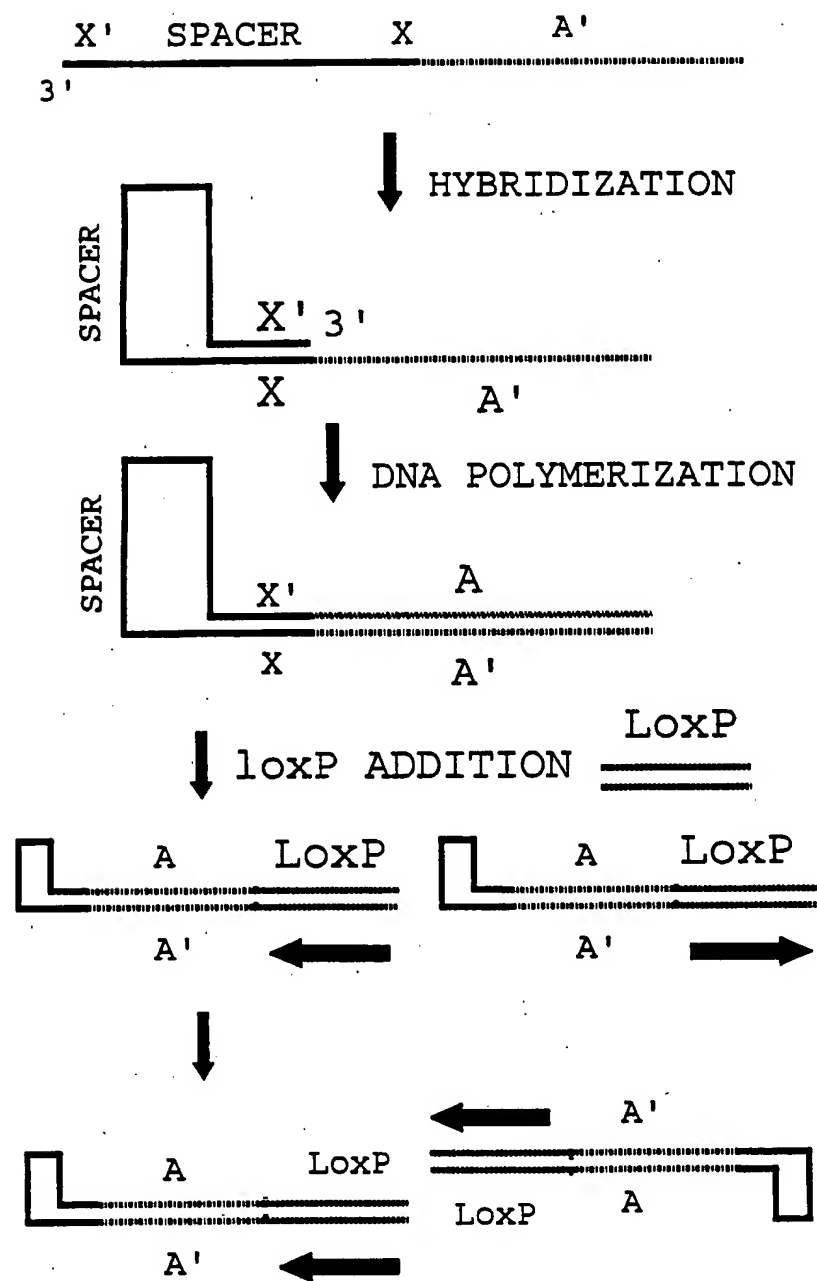 X' SPACER X A'
3'
HYBRIDIZATION
SPACER
X' 3'
X A'
DNA POLYMERIZATION
SPACER
X' A
X A'
LoxP
loxP ADDITION
A LoxP A LoxP
A' A'
A'
A LoxP
LoxP A
A'